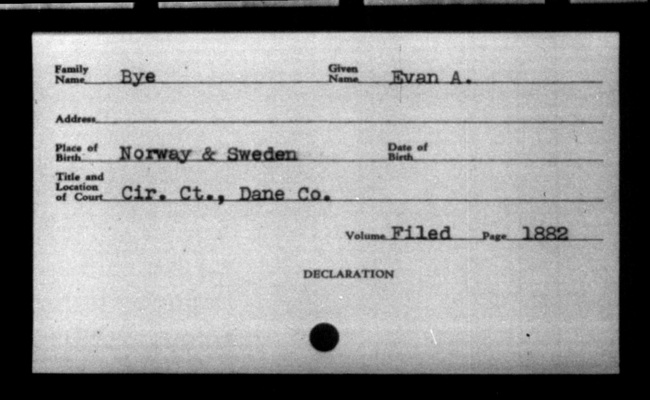 Family Name Bye Given Name Evan A.
Address
Place of Birth Norway & Sweden Date of Birth
Title and Location of Court Cir. Ct., Dane Co.
Volume Filed Page 1882
DECLARATION